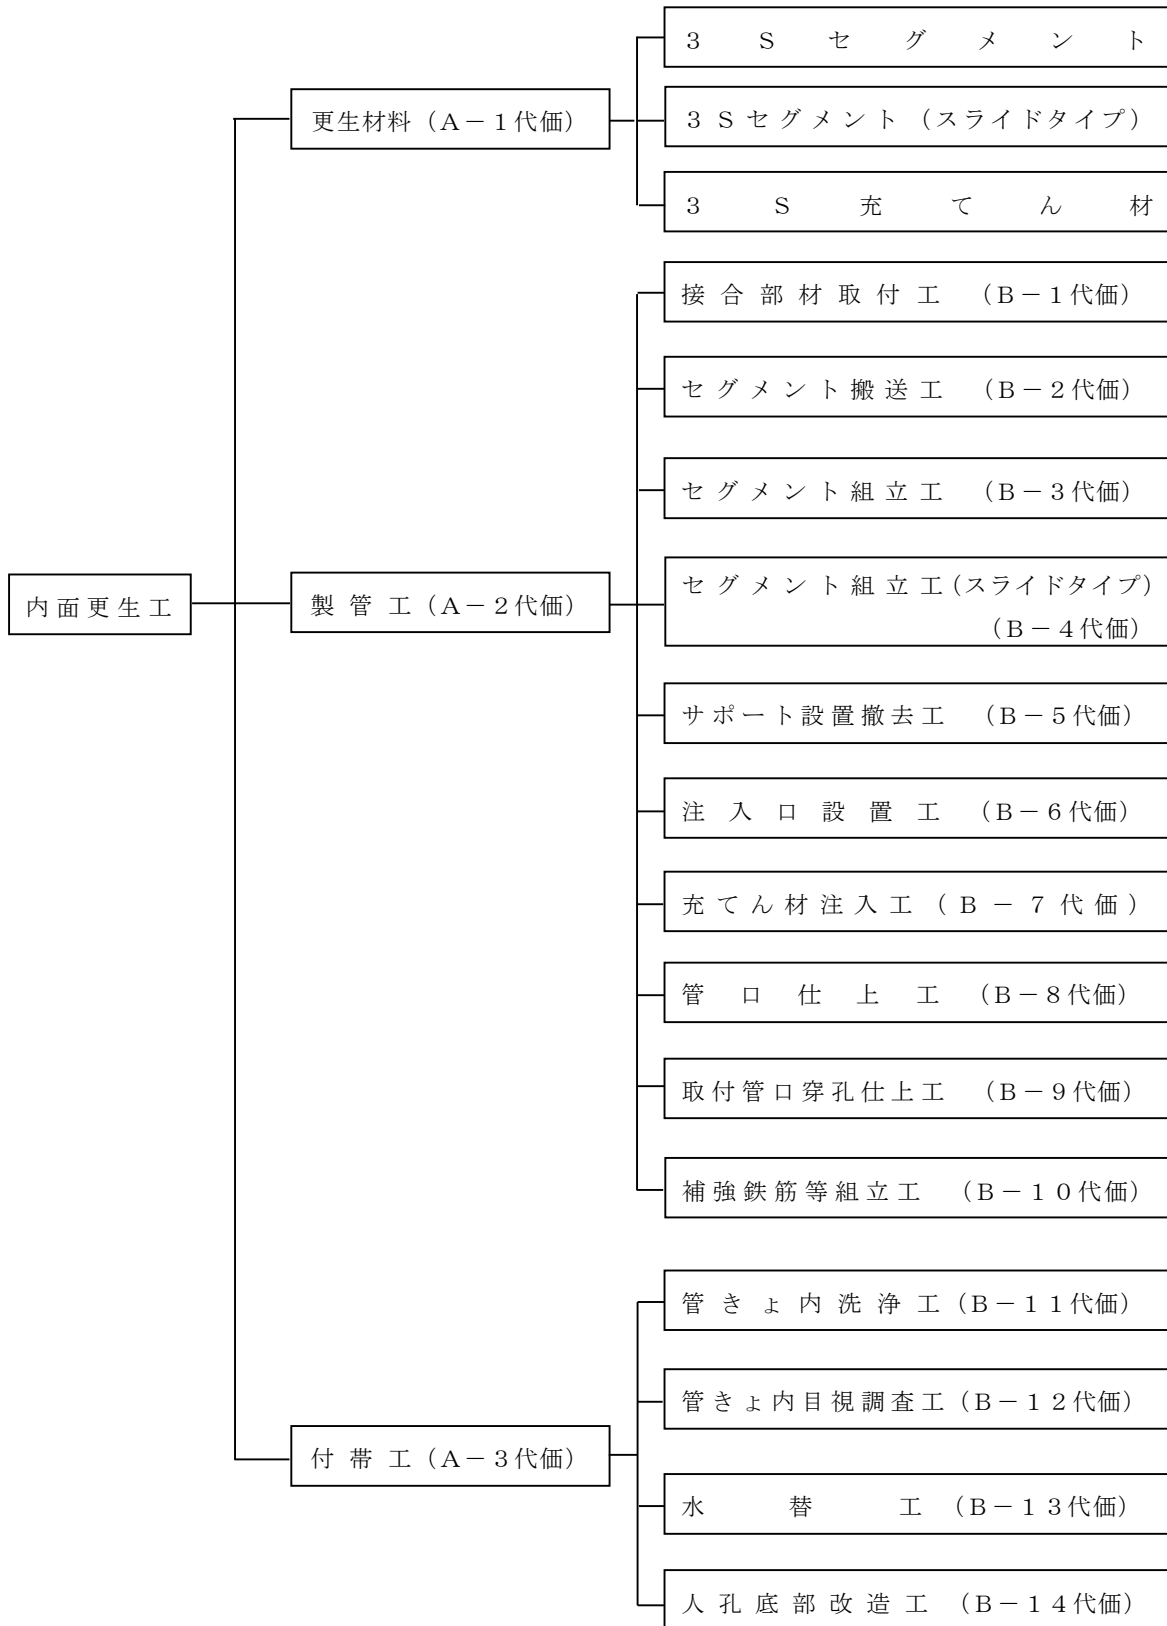 内面更生工
更生材料（A－1代価）
3Sセグメント
3Sセグメント（スライドタイプ）
3S充てん材
製管工（A－2代価）
接合部材取付工（B－1代価）
セグメント搬送工（B－2代価）
セグメント組立工（B－3代価）
セグメント組立工（スライドタイプ）
（B－4代価）
サポート設置撤去工（B－5代価）
注入口設置工（B－6代価）
充てん材注入工（B－7代価）
管口仕上工（B－8代価）
取付管口穿孔仕上工（B－9代価）
補強鉄筋等組立工（B－10代価）
付帯工（A－3代価）
管きょ内洗浄工（B－11代価）
管きょ内目視調査工（B－12代価）
水替工（B－13代価）
人孔底部改造工（B－14代価）